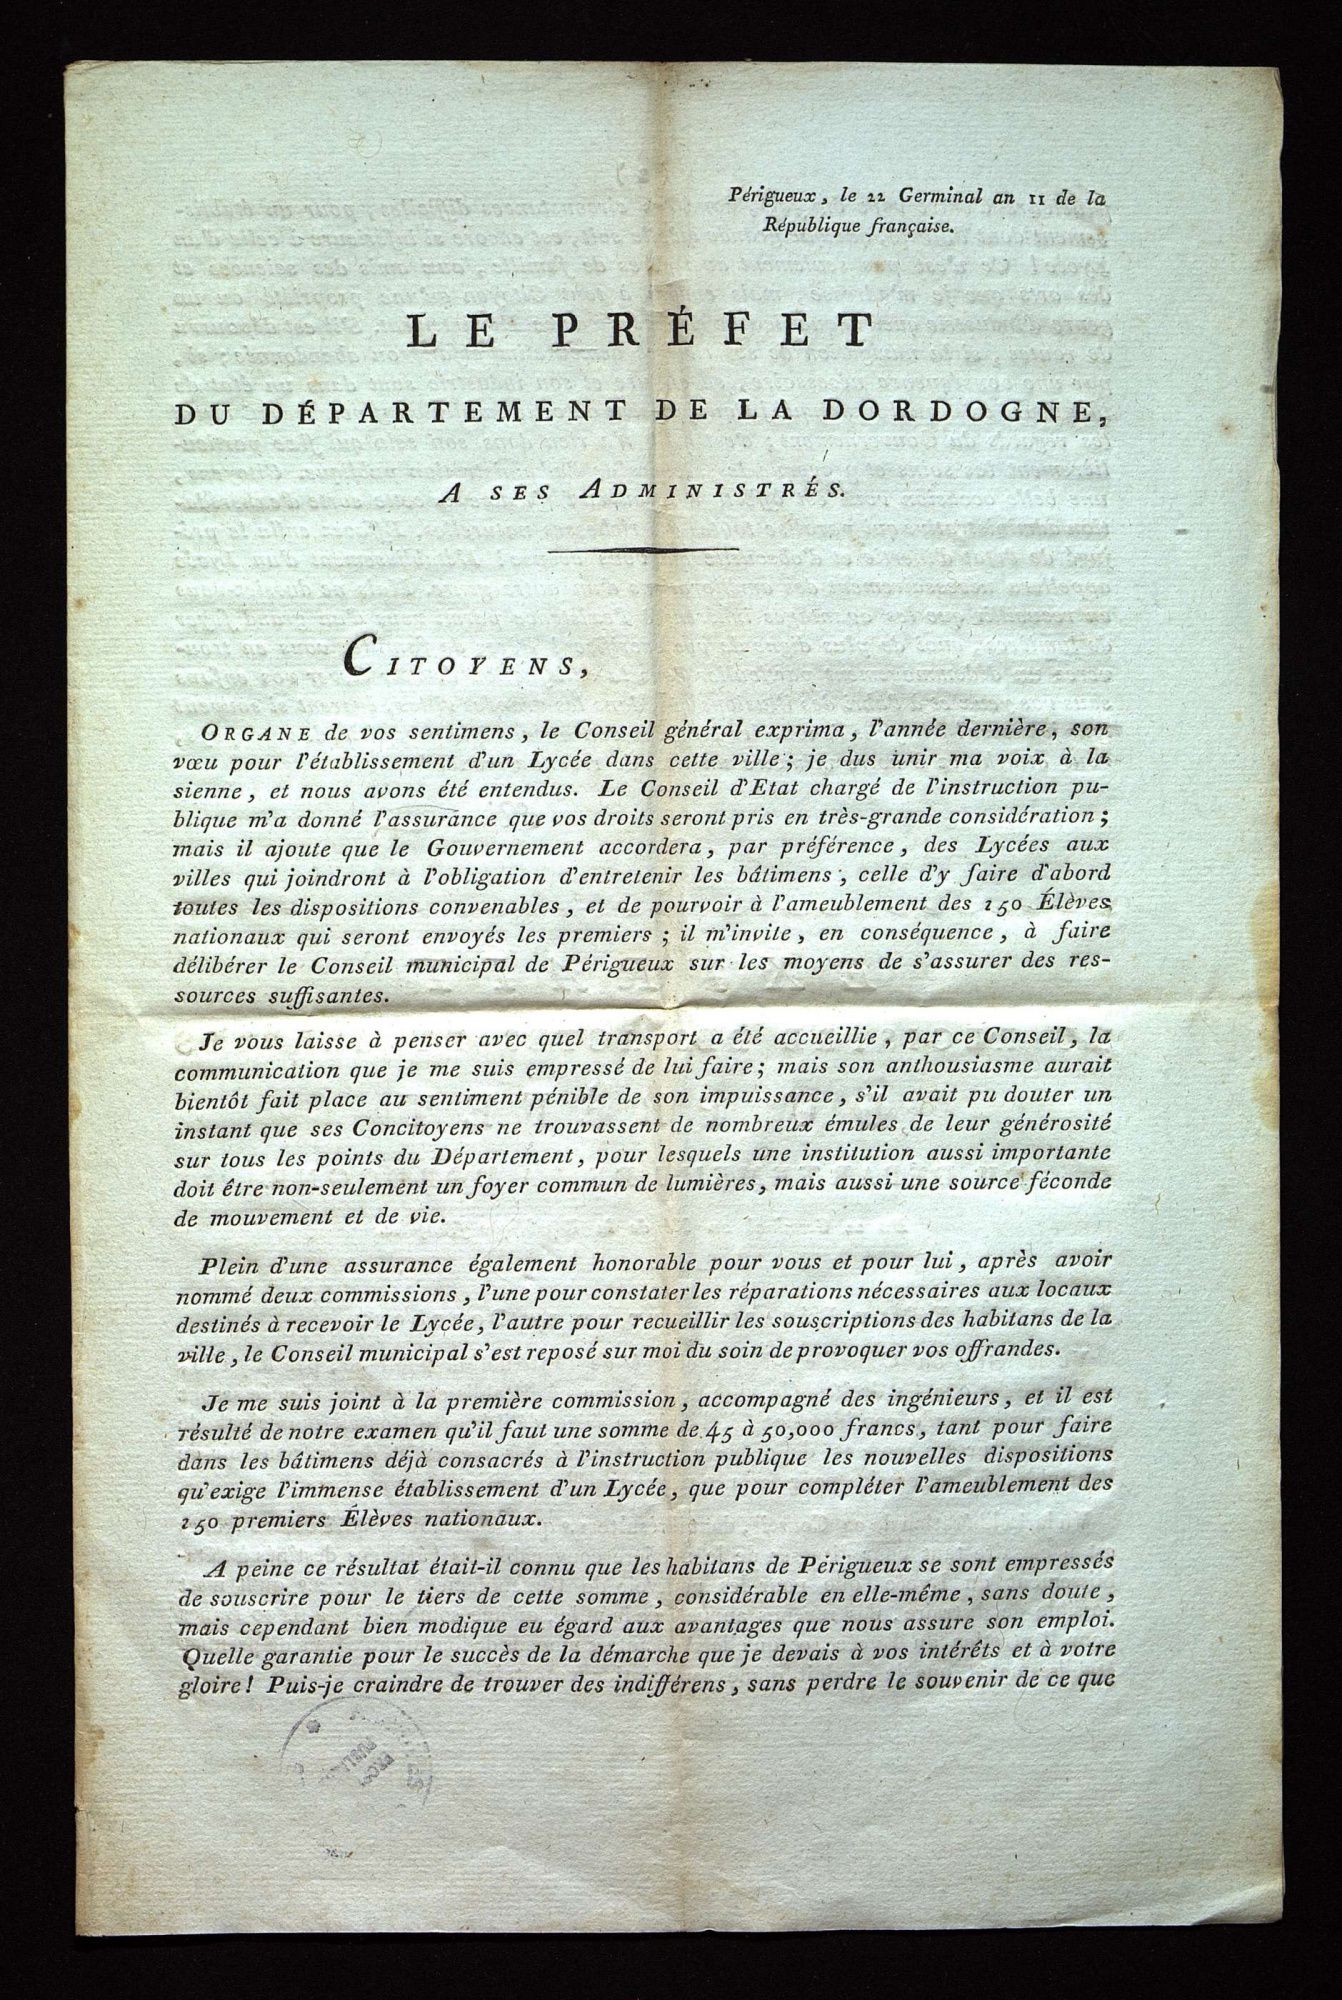 Périgueux, le 22 Germinal an 11 de la
République française.
LE PRÉFET
DU DÉPARTEMENT DE LA DORDOGNE,
A SES ADMINISTRÉS.
CITOYENS,
ORGANE de vos sentimens, le Conseil général exprima, l'année dernière, son
vœu pour l'établissement d'un Lycée dans cette ville; je dus unir ma voix à la
sienne, et nous avons été entendus. Le Conseil d'Etat chargé de l'instruction pu-
blique m'a donné l'assurance que vos droits seront pris en très-grande considération;
mais il ajoute que le Gouvernement accordera, par préférence, des Lycées aux
villes qui joindront à l'obligation d'entretenir les bâtimens, celle d'y faire d'abord
toutes les dispositions convenables, et de pourvoir à l'ameublement des 150 Élèves
nationaux qui seront envoyés les premiers; il m'invite, en conséquence, à faire
délibérer le Conseil municipal de Périgueux sur les moyens de s'assurer des res-
sources suffisantes.
Je vous laisse à penser avec quel transport a été accueillie, par ce Conseil, la
communication que je me suis empressé de lui faire; mais son anthousiasme aurait
bientôt fait place au sentiment pénible de son impuissance, s'il avait pu douter un
instant que ses Concitoyens ne trouvassent de nombreux émules de leur générosité
sur tous les points du Département, pour lesquels une institution aussi importante
doit être non-seulement un foyer commun de lumières, mais aussi une source féconde
de mouvement et de vie.
Plein d'une assurance également honorable pour vous et pour lui, après avoir
nommé deux commissions, l'une pour constater les réparations nécessaires aux locaux
destinés à recevoir le Lycée, l'autre pour recueillir les souscriptions des habitans de la
ville, le Conseil municipal s'est reposé sur moi du soin de provoquer vos offrandes.
Je me suis joint à la première commission, accompagné des ingénieurs, et il est
résulté de notre examen qu'il faut une somme de 45 à 50,000 francs, tant pour faire
dans les bâtimens déjà consacrés à l'instruction publique les nouvelles dispositions
qu'exige l'immense établissement d'un Lycée, que pour compléter l'ameublement des
150 premiers Élèves nationaux.
A peine ce résultat était-il connu que les habitans de Périgueux se sont empressés
de souscrire pour le tiers de cette somme, considérable en elle-même, sans doute,
mais cependant bien modique eu égard aux avantages que nous assure son emploi.
Quelle garantie pour le succès de la démarche que je devais à vos intérêts et à votre
gloire! Puis-je craindre de trouver des indifférens, sans perdre le souvenir de ce que